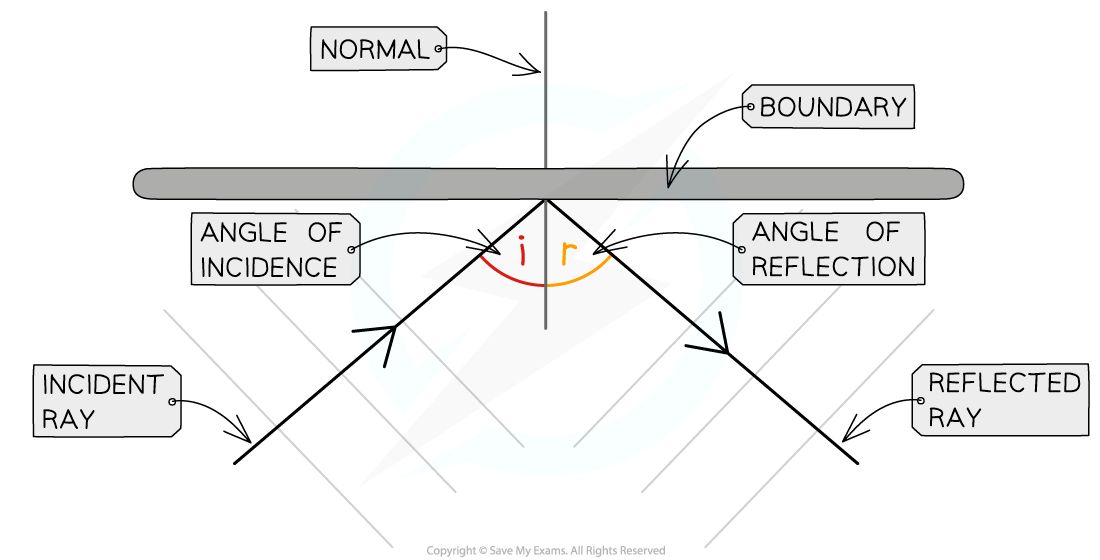 NORMAL
BOUNDARY
ANGLE OF
INCIDENCE
i
r
ANGLE OF
REFLECTION
INCIDENT
RAY
REFLECTED
RAY
Copyright © Save My Exams. All Rights Reserved